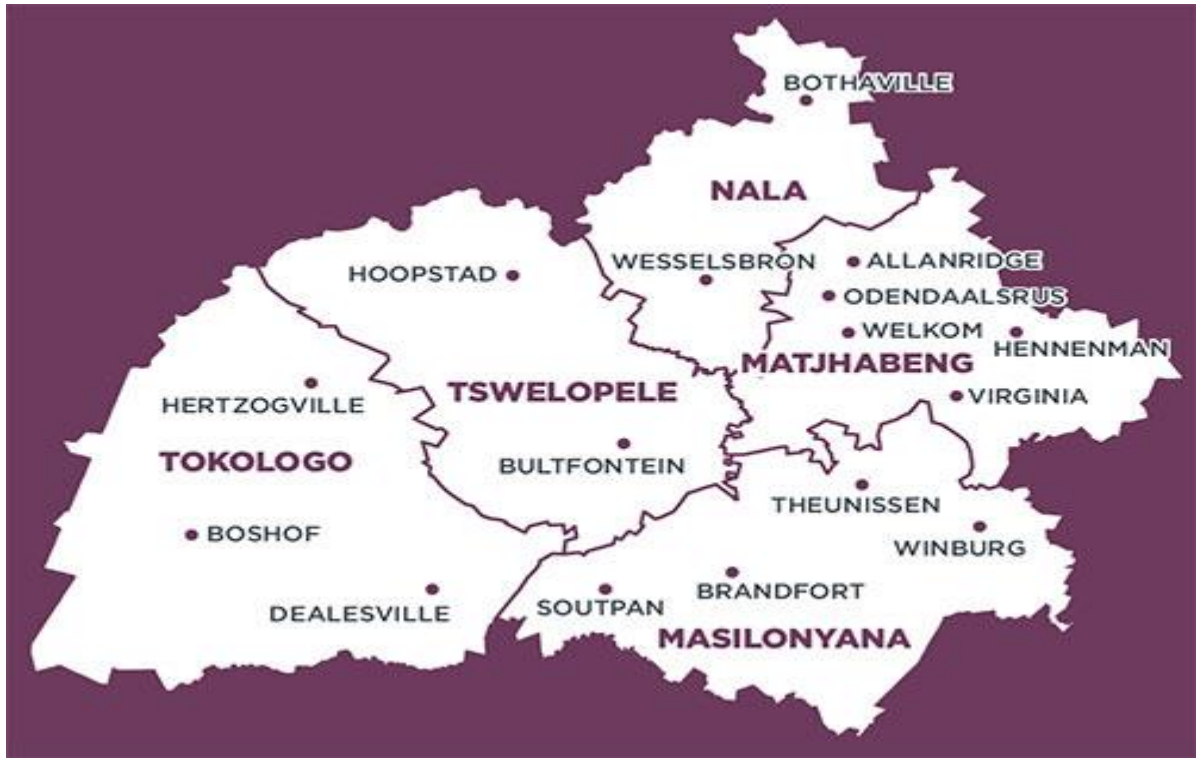 BOTHAVILLE
NALA
WESSELSBRON
ALLANRIDGE
HOOPSTAD
ODENDAALSRUS
WELKOM
HENNENMAN
MATJHABENG
HERTZOGVILLE
TSWELOPELE
VIRGINIA
TOKOLOGO
BULTFONTEIN
THEUNISSEN
BOSHOF
WINBURG
BRANDFORT
DEALESVILLE
SOUTPAN
MASILONYANA